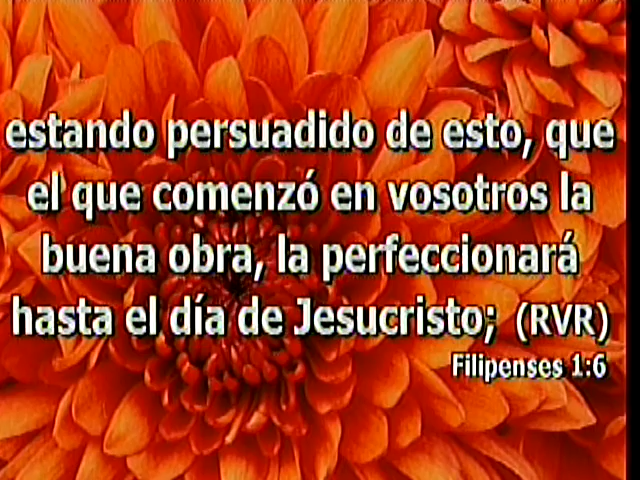 estando persuadido de esto, que
el que comenzó en vosotros la
buena obra, la perfeccionará
hasta el día de Jesucristo; (RVR)
Filipenses 1:6